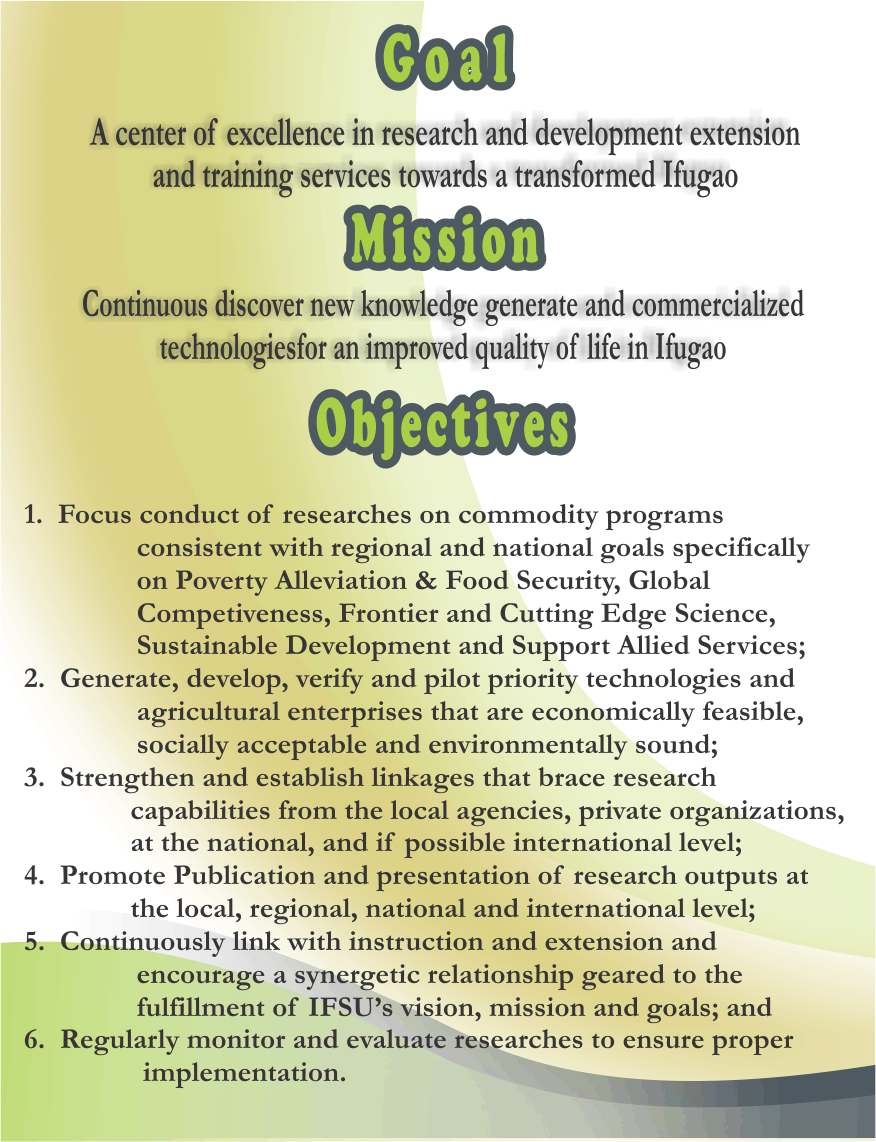 Goal
A center of excellence in research and development extension
and training services towards a transformed Ifugao
Mission
Continuous discover new knowledge generate and commercialized
technologiesfor an improved quality of life in Ifugao
Objectives
1. Focus conduct of researches on commodity programs
consistent with regional and national goals specifically
on Poverty Alleviation & Food Security, Global
Competiveness, Frontier and Cutting Edge Science,
Sustainable Development and Support Allied Services;
2. Generate, develop, verify and pilot priority technologies and
agricultural enterprises that are economically feasible,
socially acceptable and environmentally sound;
3. Strengthen and establish linkages that brace research
capabilities from the local agencies, private organizations,
at the national, and if possible international level;
4. Promote Publication and presentation of research outputs at
the local, regional, national and international level;
5. Continuously link with instruction and extension and
encourage a synergetic relationship geared to the
fulfillment of IFSU’s vision, mission and goals; and
6. Regularly monitor and evaluate researches to ensure proper
implementation.